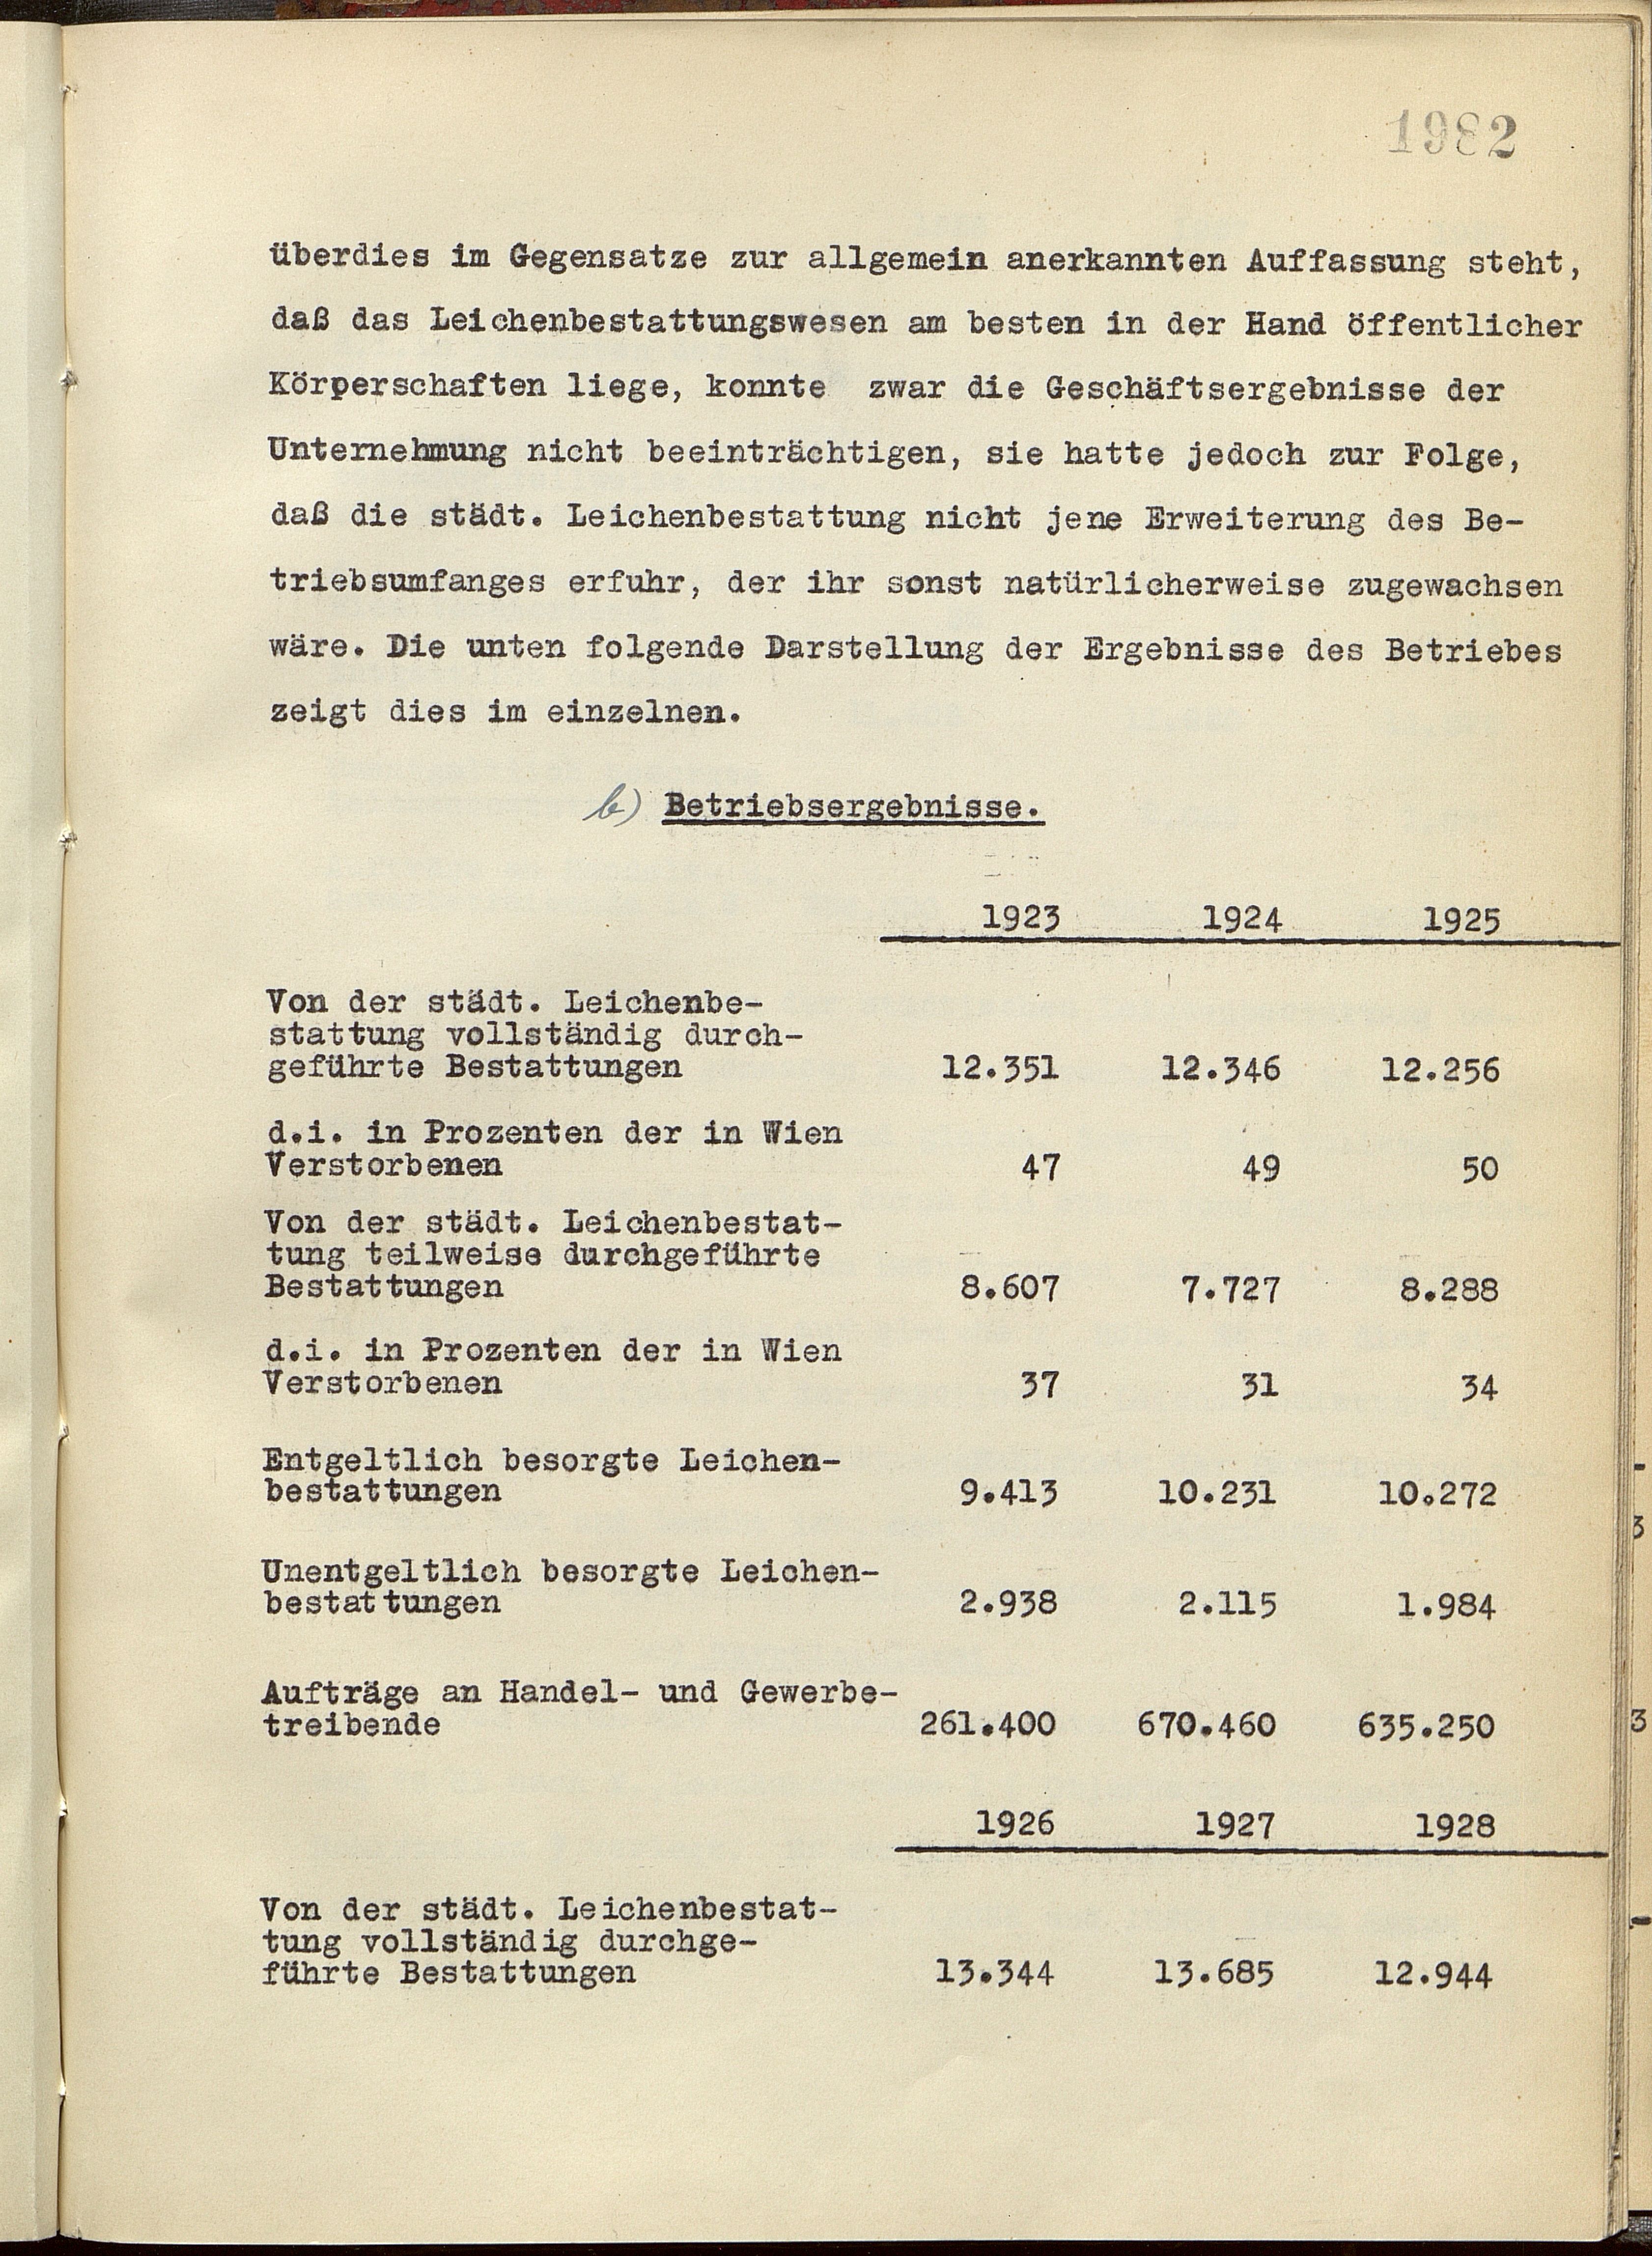 1982
überdies im Gegensatze zur allgemein anerkannten Auffassung steht,
daß das Leichenbestattungswesen am besten in der Hand öffentlicher
Körperschaften liege, konnte zwar die Geschäftsergebnisse der
Unternehmung nicht beeinträchtigen, sie hatte jedoch zur Folge,
daß die städt. Leichenbestattung nicht jene Erweiterung des Be-
triebsumfanges erfuhr, der ihr sonst natürlicherweise zugewachsen
wäre. Die unten folgende Darstellung der Ergebnisse des Betriebes
zeigt dies im einzelnen.
b) Betriebsergebnisse.
1923 1924 1925
Von der städt. Leichenbe-
stattung vollständig durch-
geführte Bestattungen 12.351 12.346 12.256
d.i. in Prozenten der in Wien
Verstorbenen 47 49 50
Von der städt. Leichenbestat-
tung teilweise durchgeführte
Bestattungen 8.607 7.727 8.288
d.i. in Prozenten der in Wien
Verstorbenen 37 31 34
Entgeltlich besorgte Leichen-
bestattungen 9.413 10.231 10.272
Unentgeltlich besorgte Leichen-
bestattungen 2.938 2.115 1.984
Aufträge an Handel- und Gewerbe-
treibende 261.400 670.460 635.250
1926 1927 1928
Von der städt. Leichenbestat-
tung vollständig durchge-
führte Bestattungen 13.344 13.685 12.944